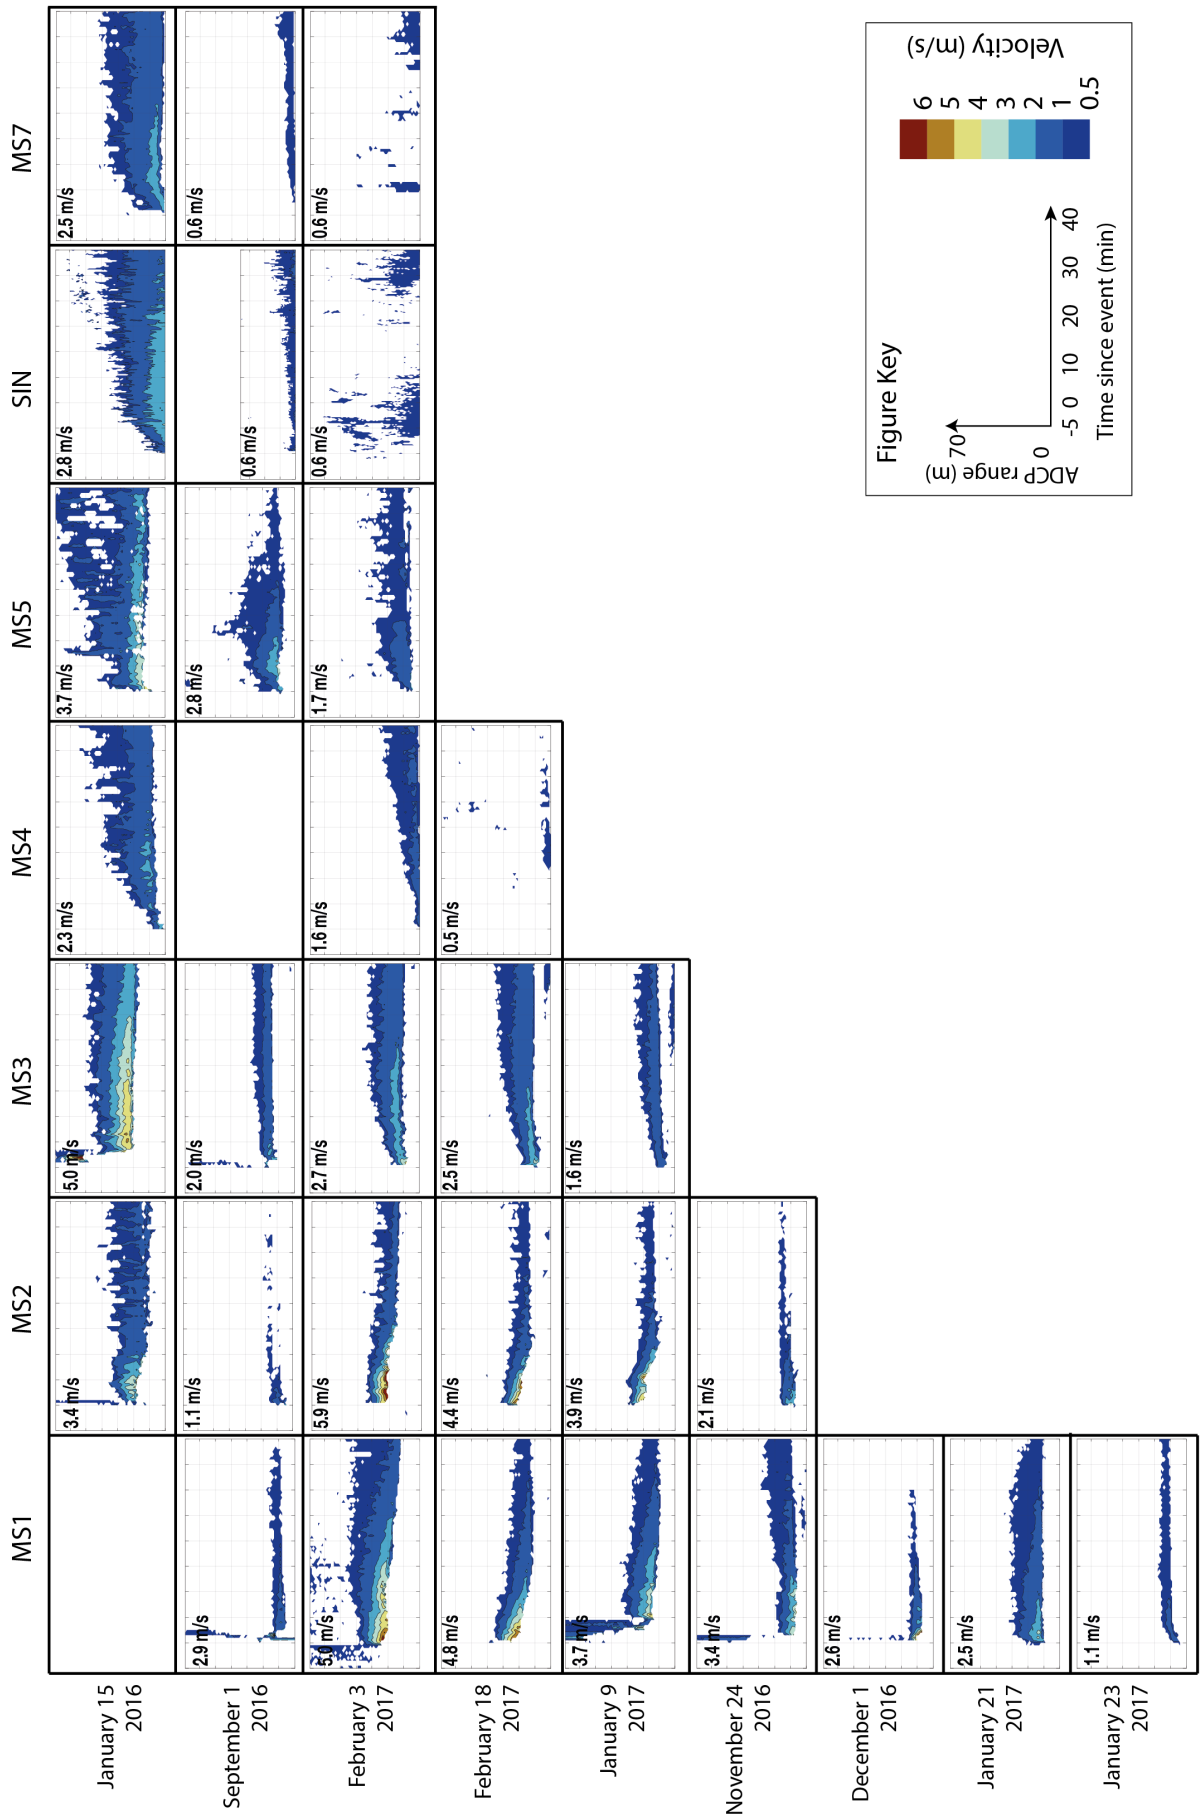 MS1
MS2
MS3
MS4
MS5
SIN
MS7
January 15
2016
3.4 m/s
5.0 m/s
2.3 m/s
3.7 m/s
2.8 m/s
2.5 m/s
September 1
2016
2.9 m/s
1.1 m/s
2.0 m/s
2.8 m/s
0.6 m/s
0.6 m/s
February 3
2017
5.0 m/s
5.9 m/s
2.7 m/s
1.6 m/s
1.7 m/s
0.6 m/s
0.6 m/s
February 18
2017
4.8 m/s
4.4 m/s
2.5 m/s
0.5 m/s
January 9
2017
3.7 m/s
3.9 m/s
1.6 m/s
November 24
2016
3.4 m/s
2.1 m/s
December 1
2016
2.6 m/s
January 21
2017
2.5 m/s
January 23
2017
1.1 m/s
Figure Key
ADCP range (m)
70
0
-5 0 10 20 30 40
Time since event (min)
6
5
4
3
2
1
0.5
Velocity (m/s)